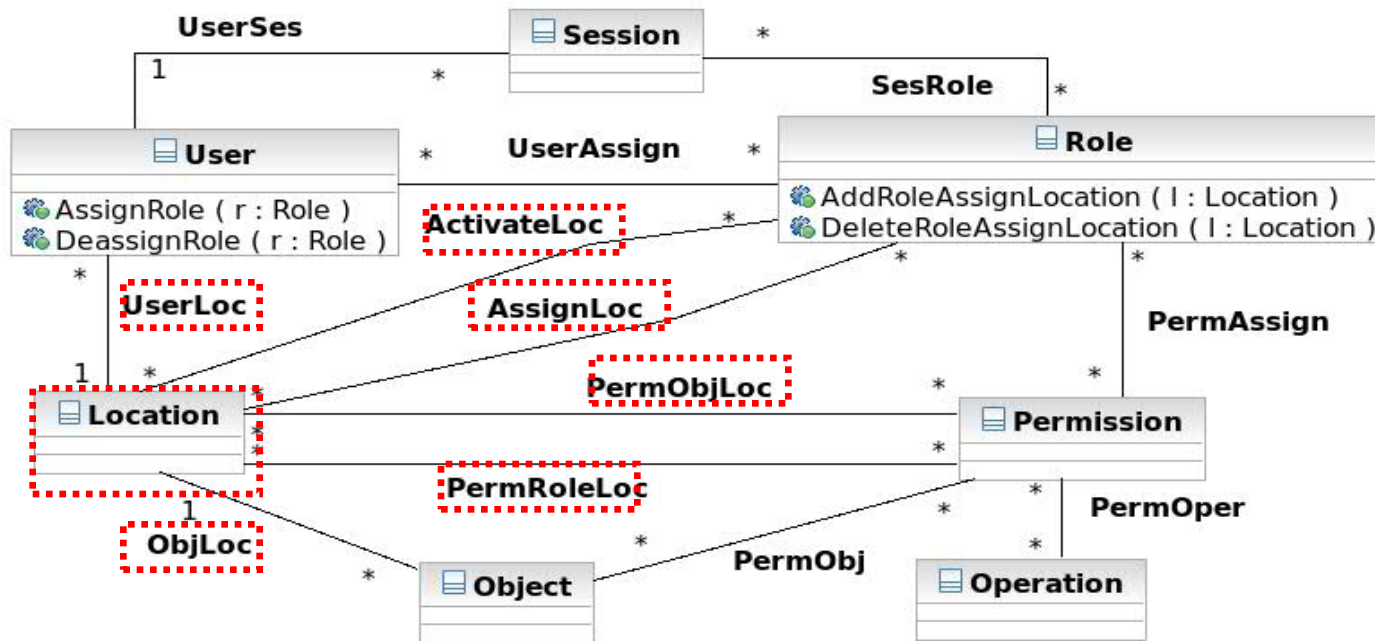 UserSes
Session
*
1
*
SesRole
*
User
*
UserAssign
*
Role
AssignRole ( r : Role )
DeassignRole ( r : Role )
AddRoleAssignLocation ( l : Location )
DeleteRoleAssignLocation ( l : Location )
ActivateLoc
*
*
*
*
UserLoc
AssignLoc
PermAssign
1
*
*
PermObjLoc
*
*
Location
*
*
*
Permission
PermRoleLoc
*
*
PermOper
1
ObjLoc
*
*
PermObj
*
Object
Operation